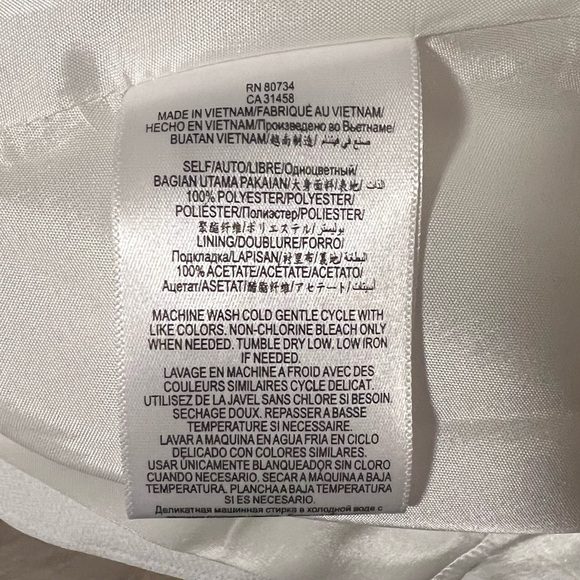 RN 80734
CA 31458
MADE IN VIETNAM/FABRIQUÉ AU VIETNAM/
HECHO EN VIETNAM/Произведено во Вьетнаме/
BUATAN VIETNAM/越南制造/صنع في فيتنام/
SELF/AUTO/LIBRE/Одноцветный/
BAGIAN UTAMA PAKAIAN/大身面料/表地/الذات/
100% POLYESTER/POLYESTER/
POLIÉSTER/Полиэстер/POLIESTER/
聚酯纤维/ポリエステル/بوليستر/
LINING/DOUBLURE/FORRO/
Подкладка/LAPISAN/衬里布/裏地/البطانة/
100% ACETATE/ACÉTATE/ACETATO/
Ацетат/ASETAT/醋酯纤维/アセテート/أسيتات/
MACHINE WASH COLD GENTLE CYCLE WITH
LIKE COLORS. NON-CHLORINE BLEACH ONLY
WHEN NEEDED. TUMBLE DRY LOW. LOW IRON
IF NEEDED.
LAVAGE EN MACHINE A FROID AVEC DES
COULEURS SIMILAIRES CYCLE DELICAT.
UTILISEZ DE LA JAVEL SANS CHLORE SI BESOIN.
SECHAGE DOUX. REPASSER A BASSE
TEMPERATURE SI NECESSAIRE.
LAVAR A MAQUINA EN AGUA FRIA EN CICLO
DELICADO CON COLORES SIMILARES.
USAR ÚNICAMENTE BLANQUEADOR SIN CLORO
CUANDO NECESARIO. SECAR A MÁQUINA A BAJA
TEMPERATURA, PLANCHA A BAJA TEMPERATURA
SI ES NECESARIO.
Деликатная машинная стирка в холодной воде с